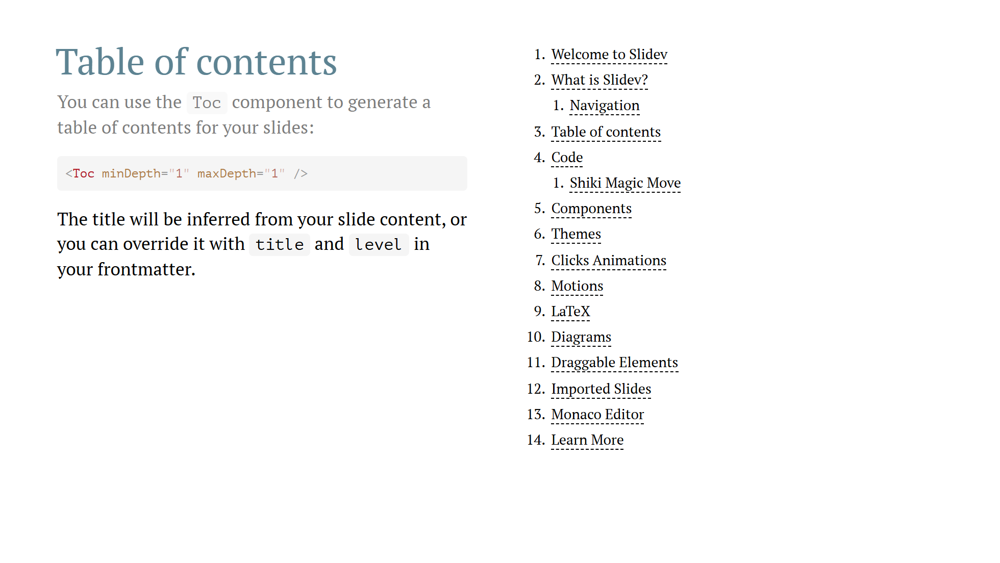 Table of contents
You can use the Toc component to generate a
table of contents for your slides:
<Toc minDepth="1" maxDepth="1" />
The title will be inferred from your slide content, or
you can override it with title and level in
your frontmatter.
1. Welcome to Slidev
2. What is Slidev?
1. Navigation
3. Table of contents
4. Code
1. Shiki Magic Move
5. Components
6. Themes
7. Clicks Animations
8. Motions
9. LaTeX
10. Diagrams
11. Draggable Elements
12. Imported Slides
13. Monaco Editor
14. Learn More